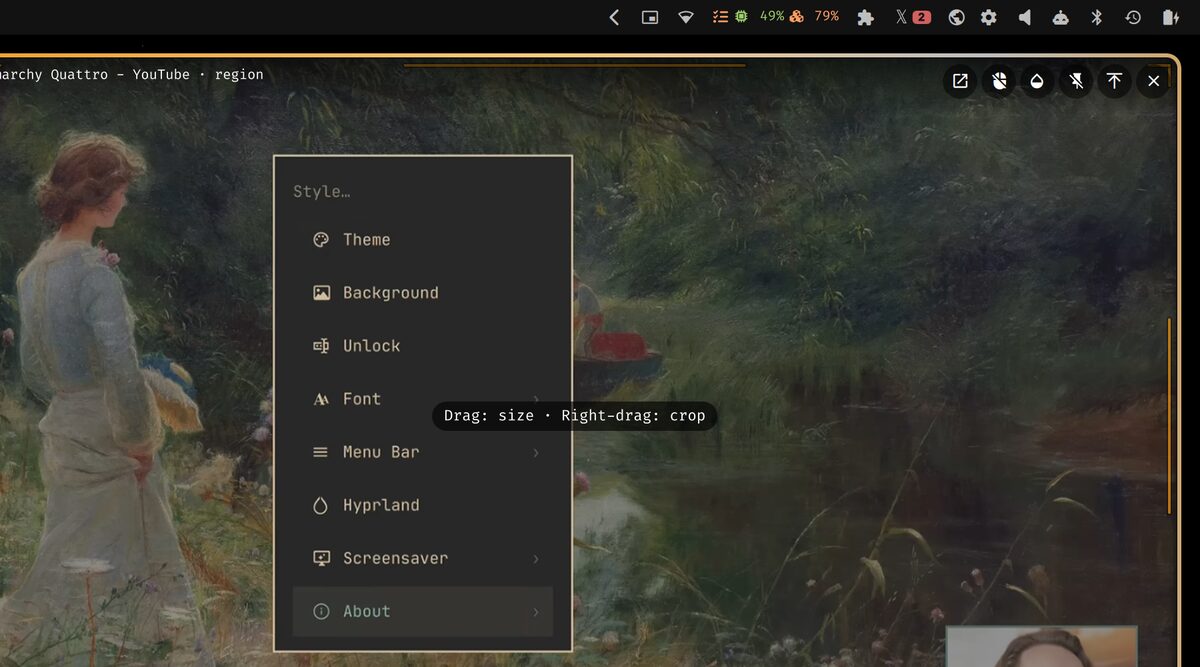 49% 79% 𝕏 2
archy Quattro – YouTube · region
Style…
Theme
Background
Unlock
Font
Drag: size · Right-drag: crop
Menu Bar
Hyprland
Screensaver
About